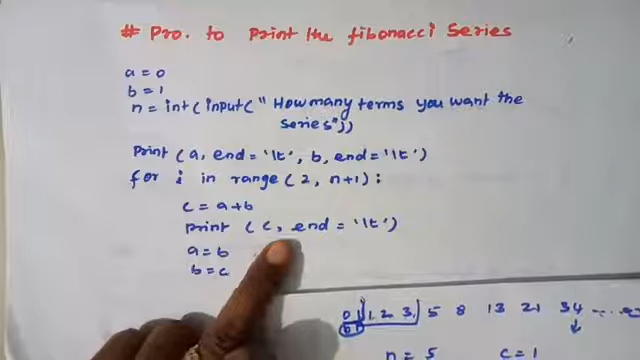 # Pro. to Print the fibonacci Series
a = 0
b = 1
n = int(input("How many terms you want the
series"))
Print(a, end='\t', b, end='\t')
for i in range(2, n+1):
c = a+b
print (c, end = '\t')
a = b
b = c
0 1 1 2 3, 5 8 13 21 34 ...
n = 5
c = 1